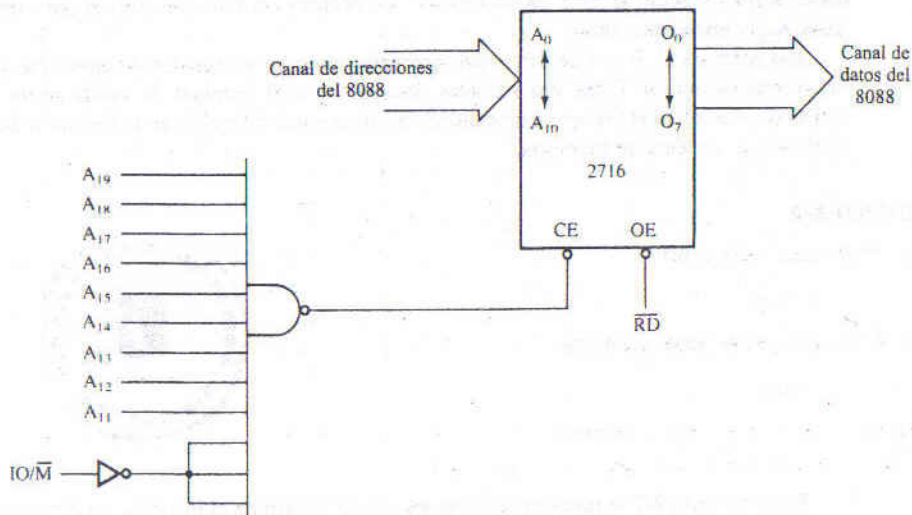 Canal de direcciones
del 8088
A₀
A₁₀
O₀
O₇
2716
CE
OE
Canal de
datos del
8088
R̅D̅
A₁₉
A₁₈
A₁₇
A₁₆
A₁₅
A₁₄
A₁₃
A₁₂
A₁₁
IO/M̅